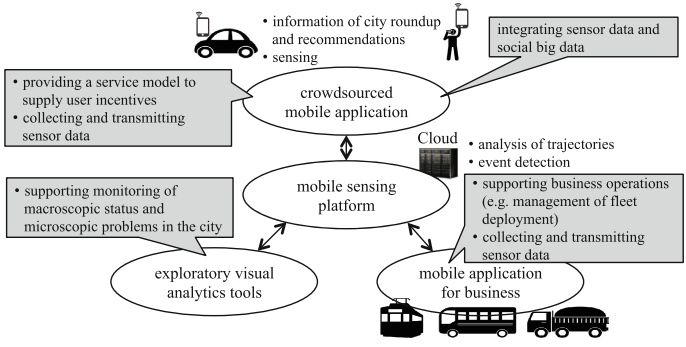 • information of city roundup
and recommendations
• sensing
integrating sensor data and
social big data
• providing a service model to
supply user incentives
• collecting and transmitting
sensor data
crowdsourced
mobile application
Cloud
• analysis of trajectories
• event detection
mobile sensing
platform
• supporting monitoring of
macroscopic status and
microscopic problems in the city
• supporting business operations
(e.g. management of fleet
deployment)
• collecting and transmitting
sensor data
exploratory visual
analytics tools
mobile application
for business